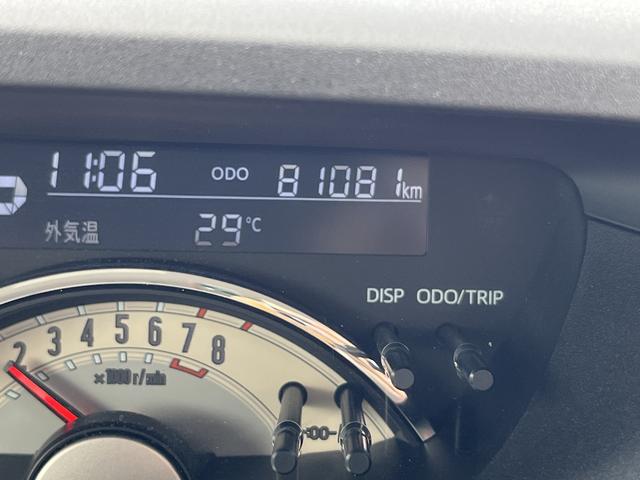 11:06 ODO 81081km
外気温 29℃
DISP ODO/TRIP
2 3 4 5 6 7 8
×1000 r/min